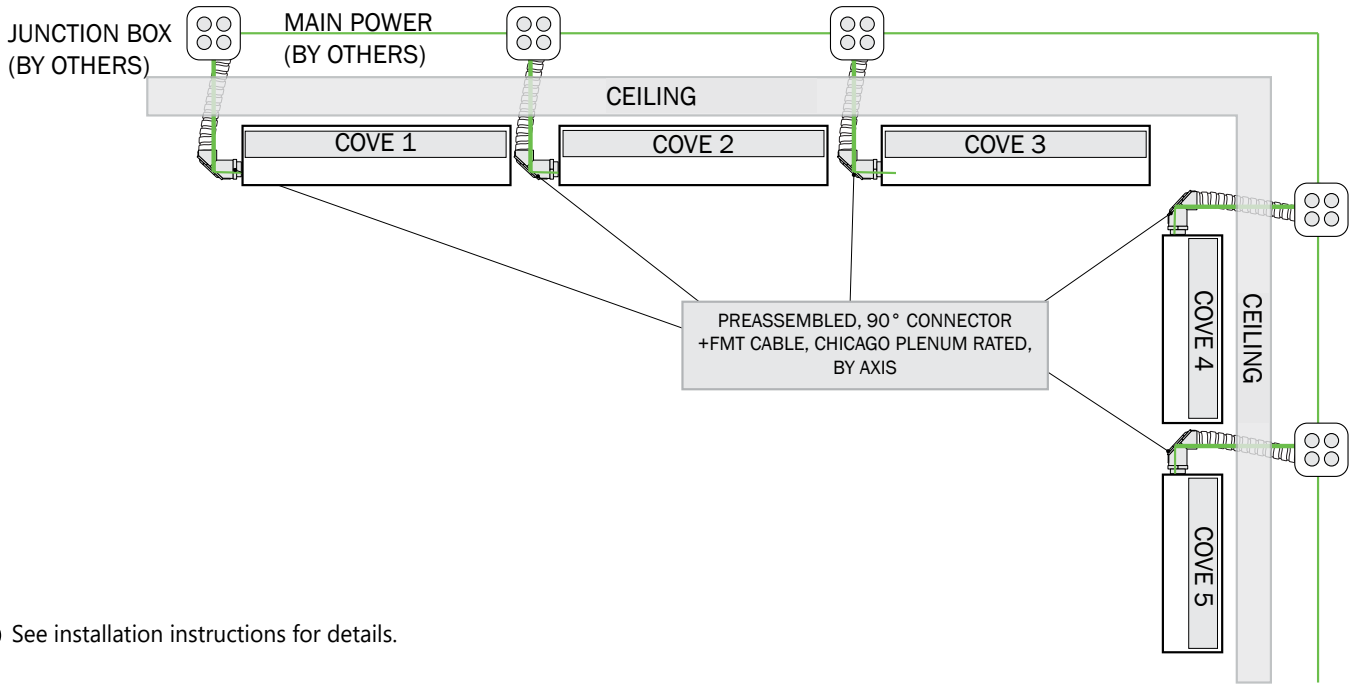 JUNCTION BOX
(BY OTHERS)
MAIN POWER
(BY OTHERS)
CEILING
COVE 1
COVE 2
COVE 3
PREASSEMBLED, 90° CONNECTOR
+FMT CABLE, CHICAGO PLENUM RATED,
BY AXIS
COVE 4
CEILING
COVE 5
) See installation instructions for details.